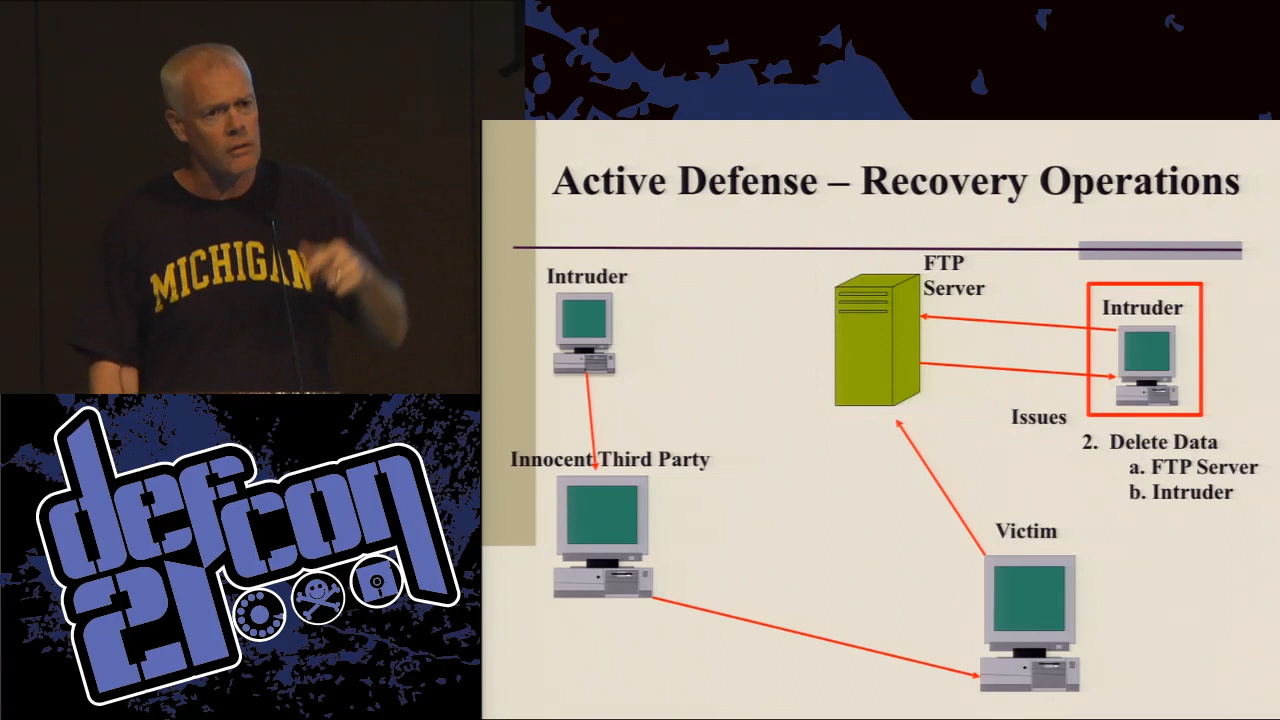 MICHIGAN
defcon
21
Active Defense – Recovery Operations
Intruder
FTP
Server
Intruder
Issues
2. Delete Data
a. FTP Server
b. Intruder
Innocent Third Party
Victim